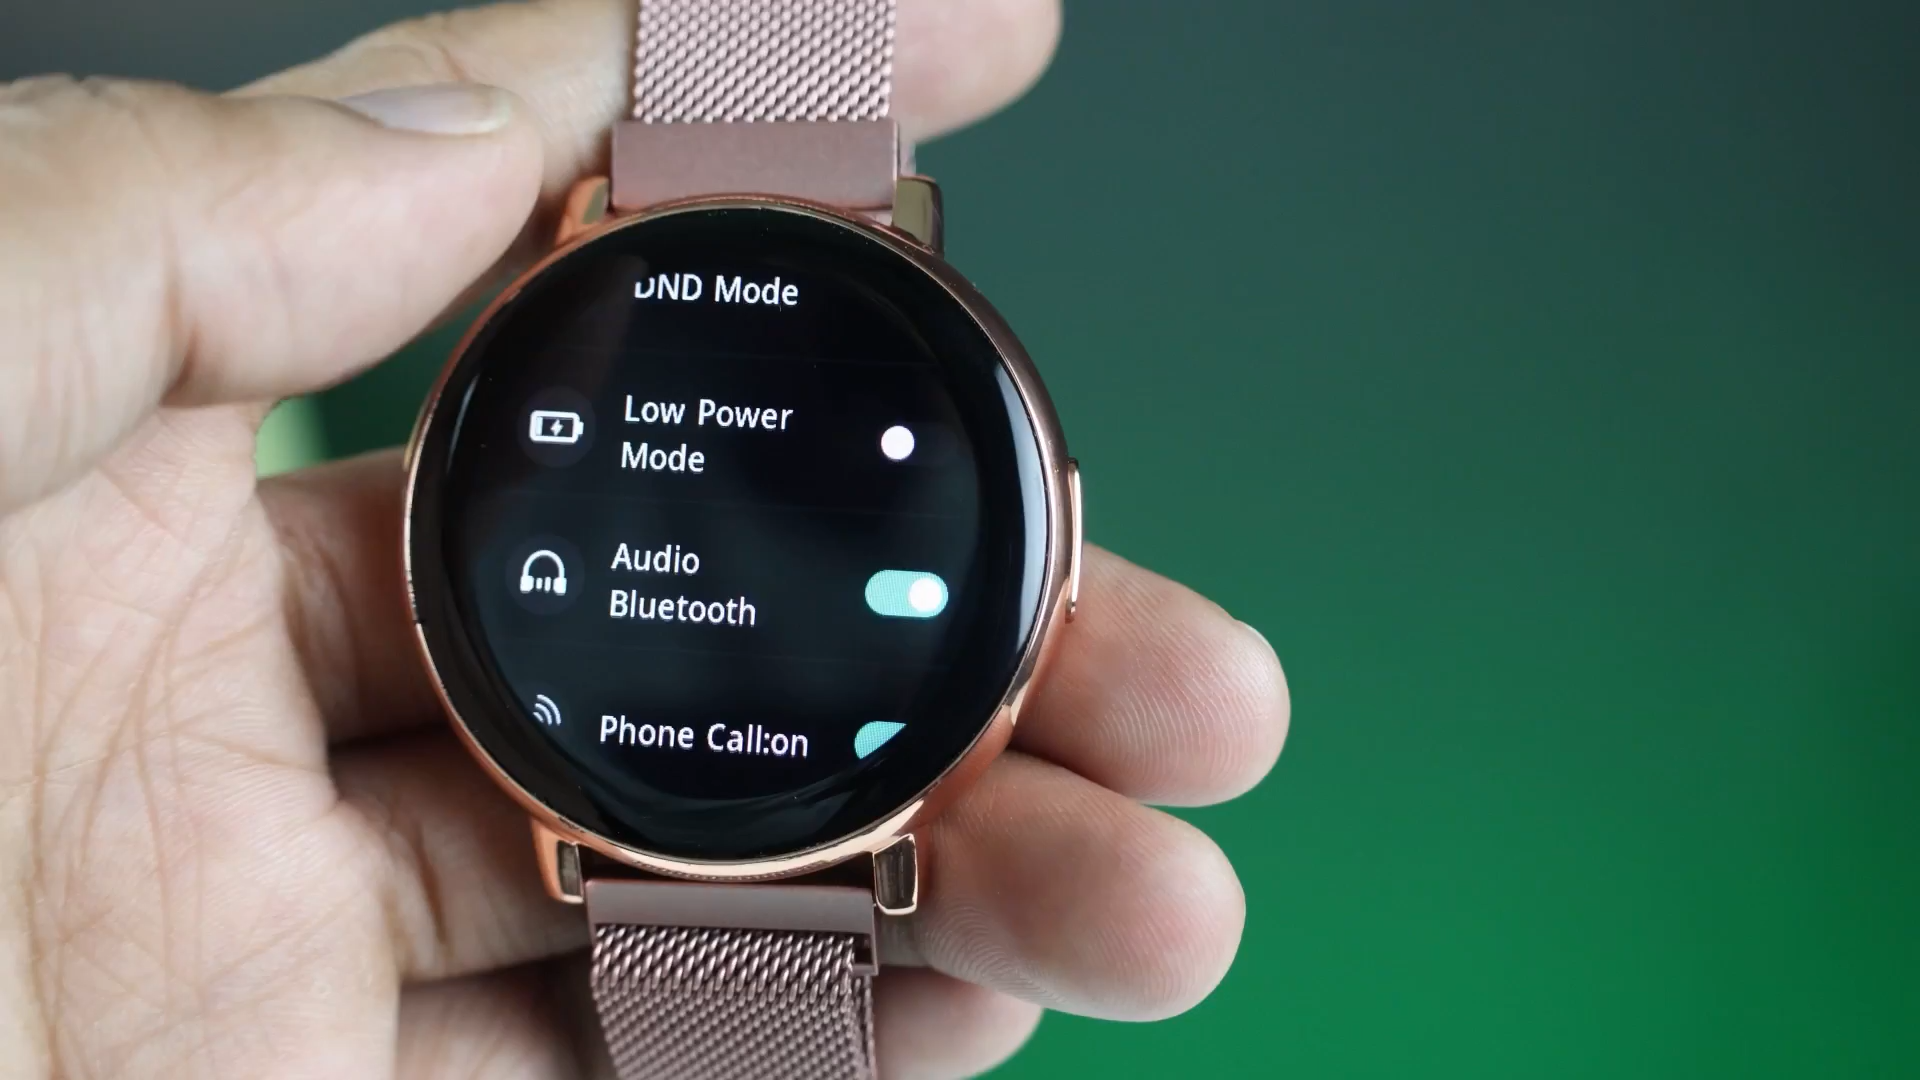 DND Mode
Low Power
Mode
Audio
Bluetooth
Phone Call:on